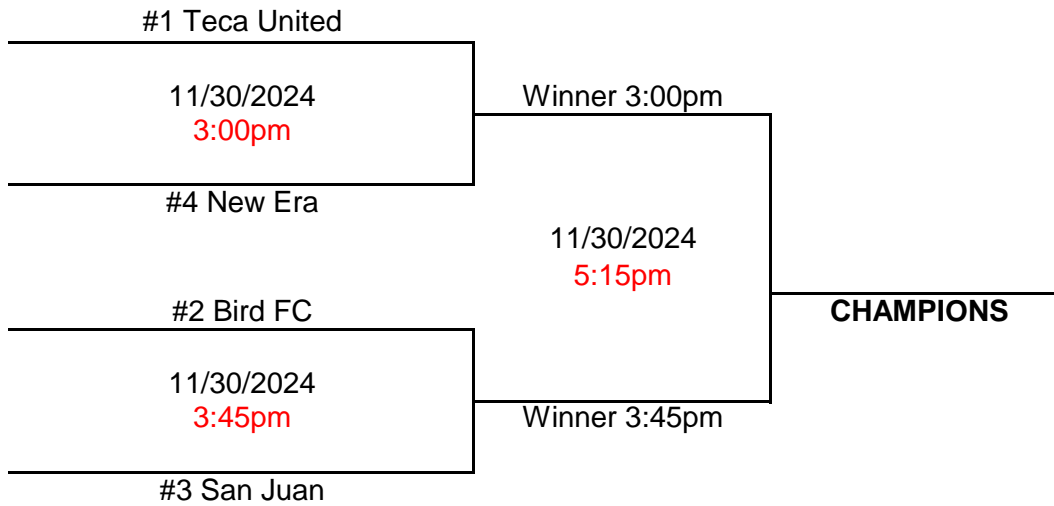 #1 Teca United
11/30/2024
3:00pm
Winner 3:00pm
#4 New Era
11/30/2024
5:15pm
#2 Bird FC
CHAMPIONS
11/30/2024
3:45pm
Winner 3:45pm
#3 San Juan